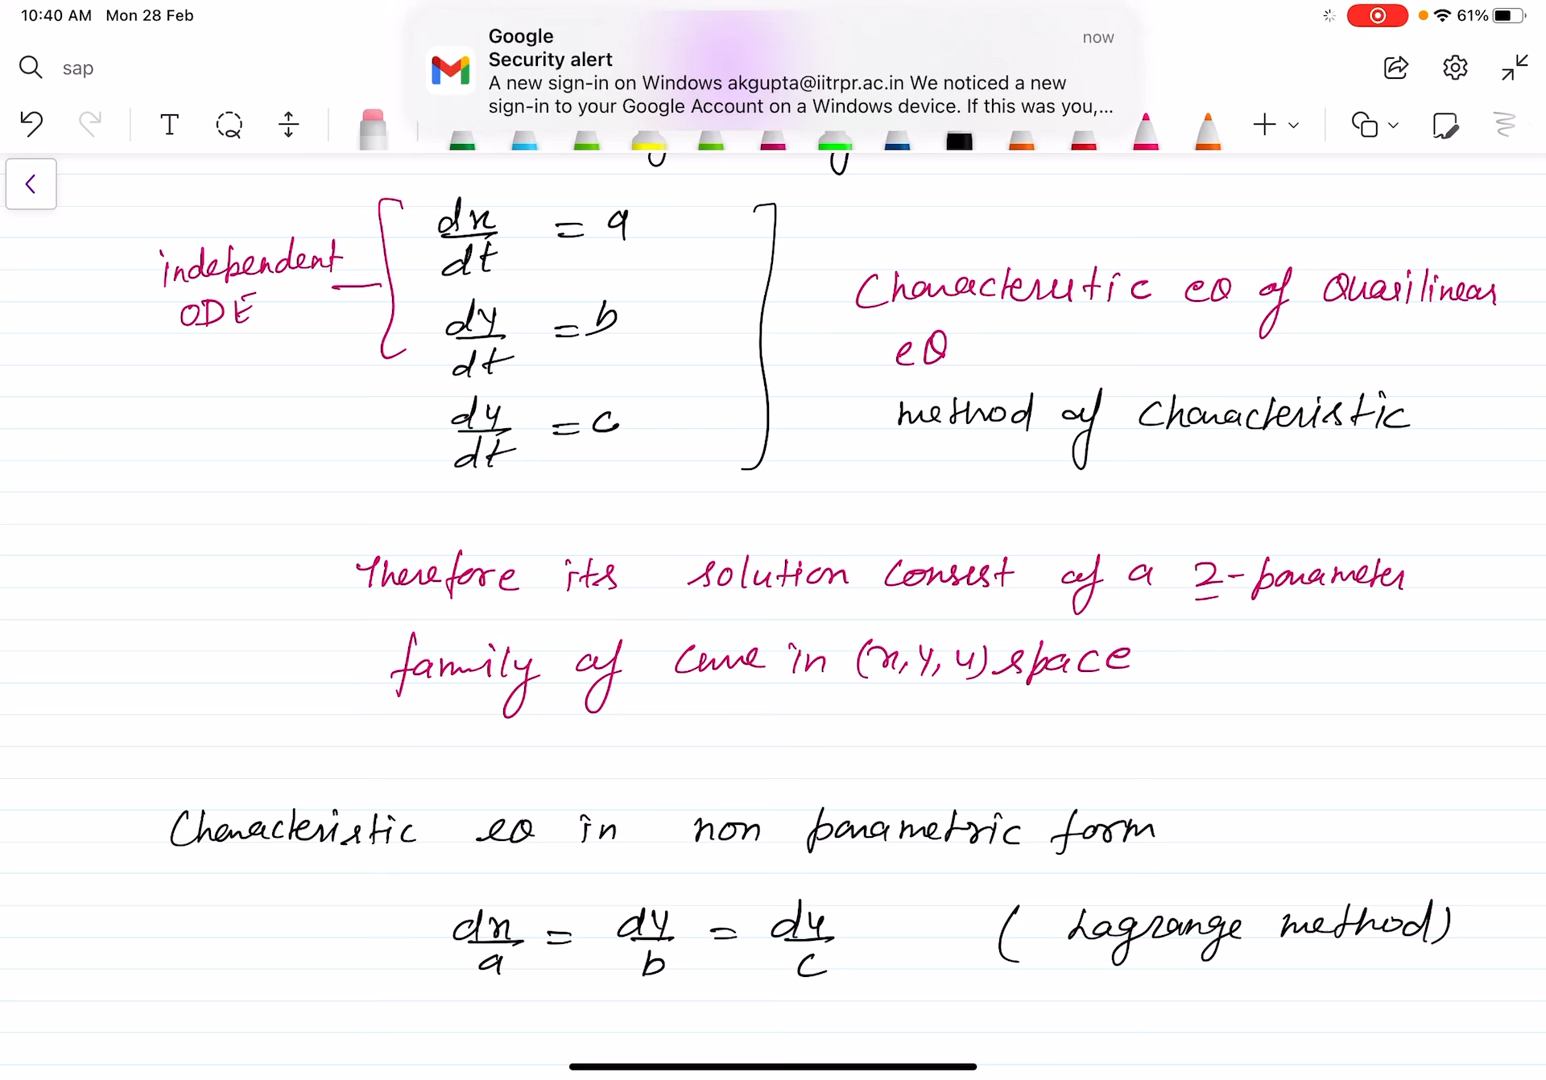 10:40 AM Mon 28 Feb
61%
Google
now
Security alert
A new sign-in on Windows akgupta@iitrpr.ac.in We noticed a new
sign-in to your Google Account on a Windows device. If this was you,...
sap
T
dx/dt = a
independent
ODE
dy/dt = b
du/dt = c
Characteristic eQ of Quasilinear
eQ
method of Characteristic
Therefore its solution consist of a 2-parameter
family of curve in (x, y, u) space
Characteristic eQ in non parametric form
dx/a = dy/b = du/c ( Lagrange method)